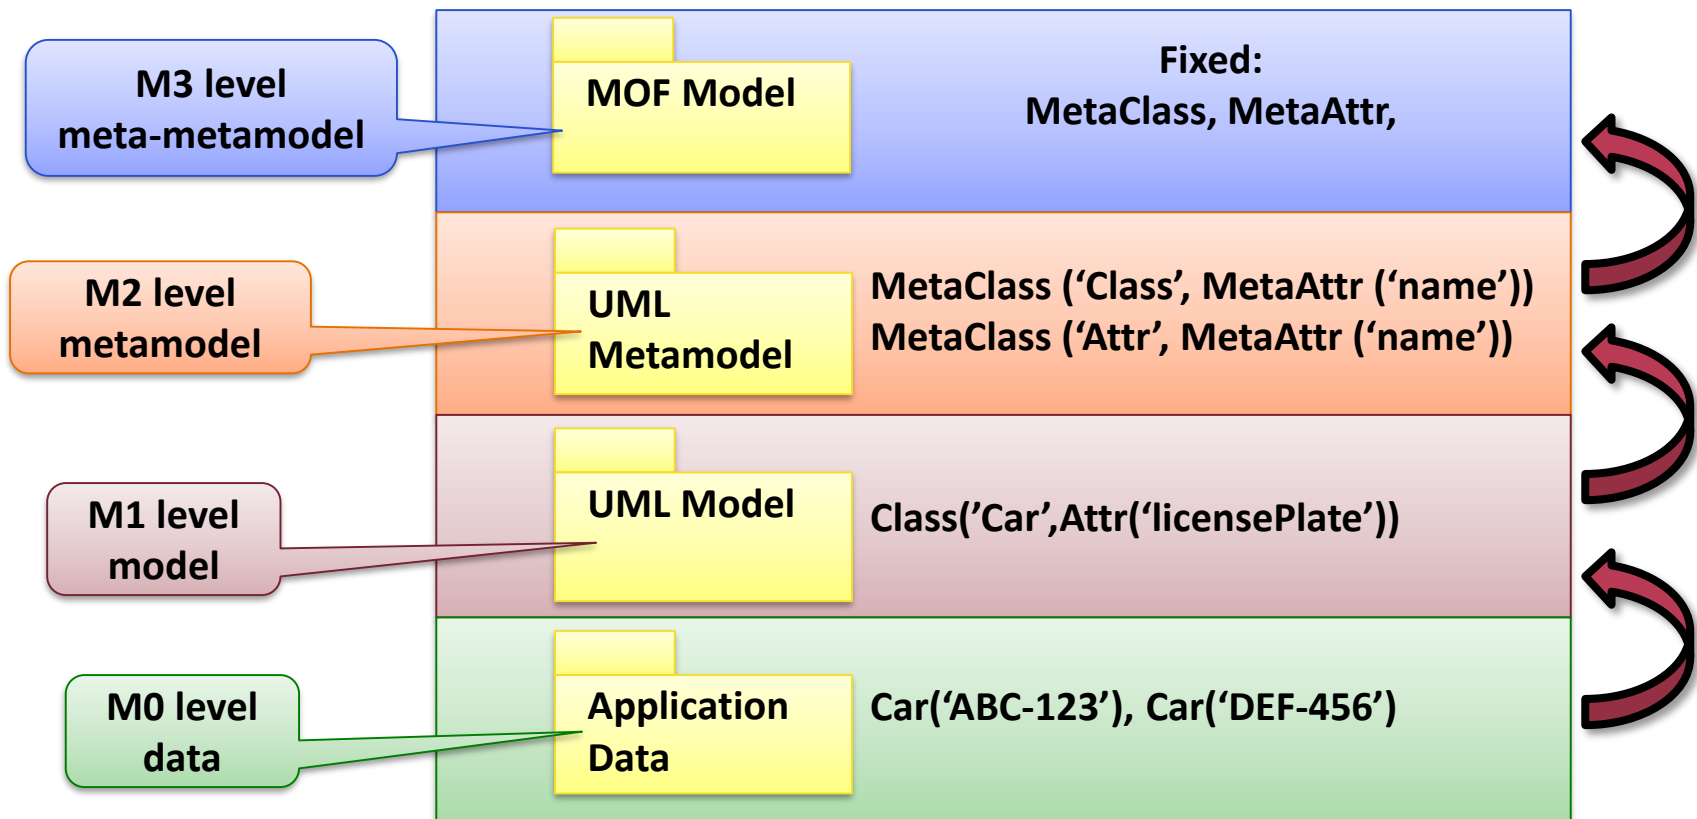 M3 level
meta-metamodel
MOF Model
Fixed:
MetaClass, MetaAttr,
M2 level
metamodel
UML
Metamodel
MetaClass (‘Class’, MetaAttr (‘name’))
MetaClass (‘Attr’, MetaAttr (‘name’))
M1 level
model
UML Model
Class(’Car’,Attr(‘licensePlate’))
M0 level
data
Application
Data
Car(‘ABC-123’), Car(‘DEF-456’)